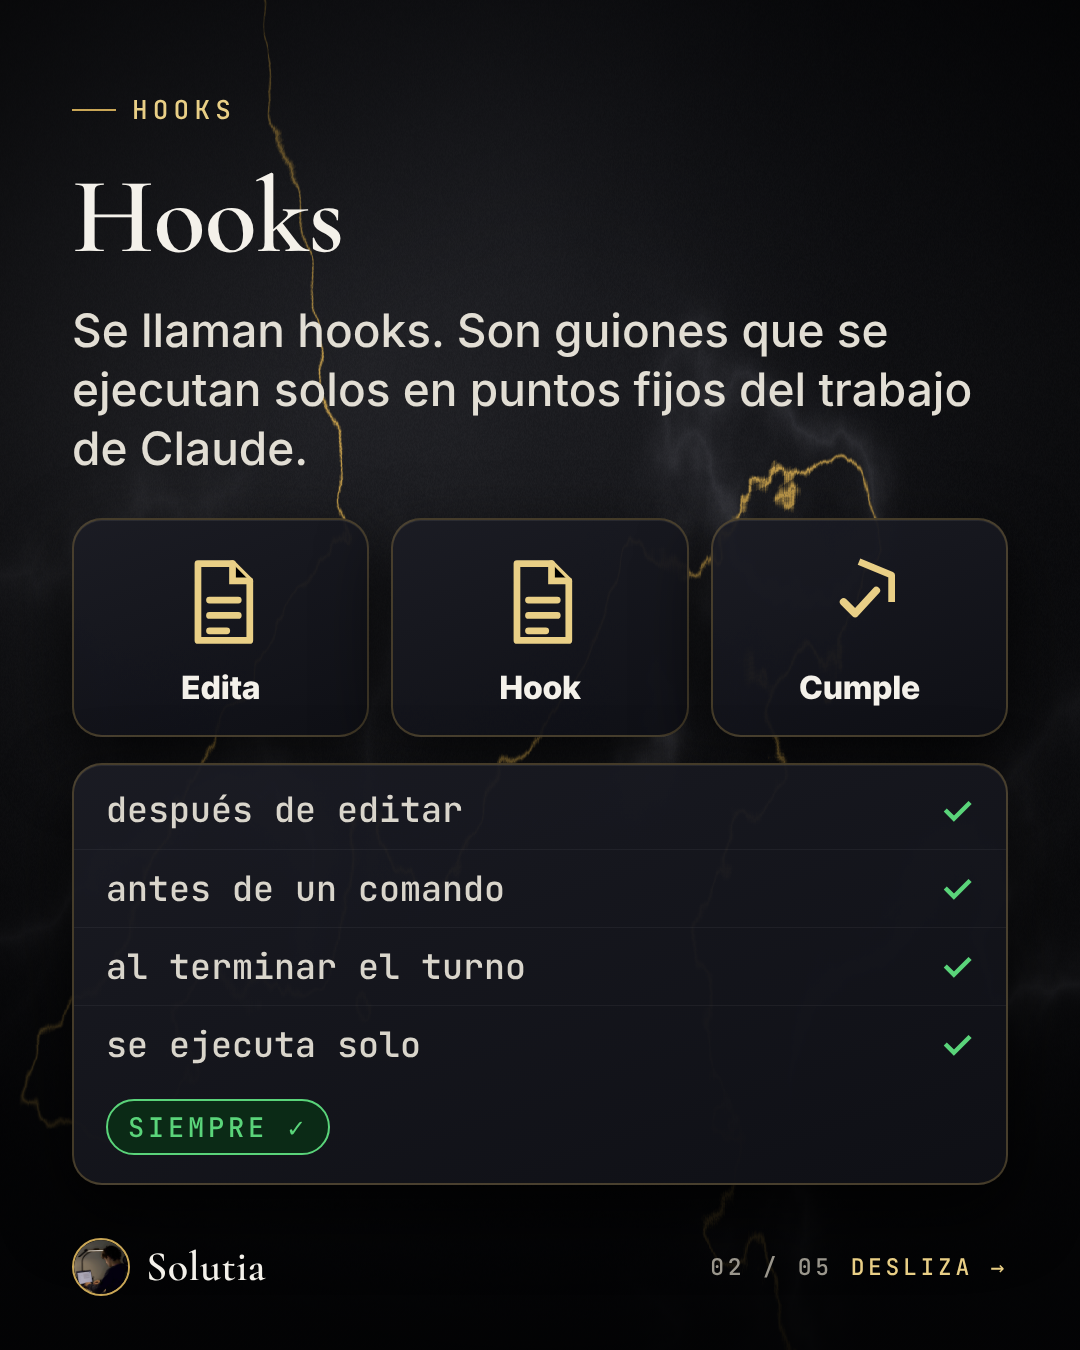 HOOKS
Hooks
Se llaman hooks. Son guiones que se
ejecutan solos en puntos fijos del trabajo
de Claude.
Edita
Hook
Cumple
después de editar
antes de un comando
al terminar el turno
se ejecuta solo
SIEMPRE ✓
Solutia
02 / 05 DESLIZA →